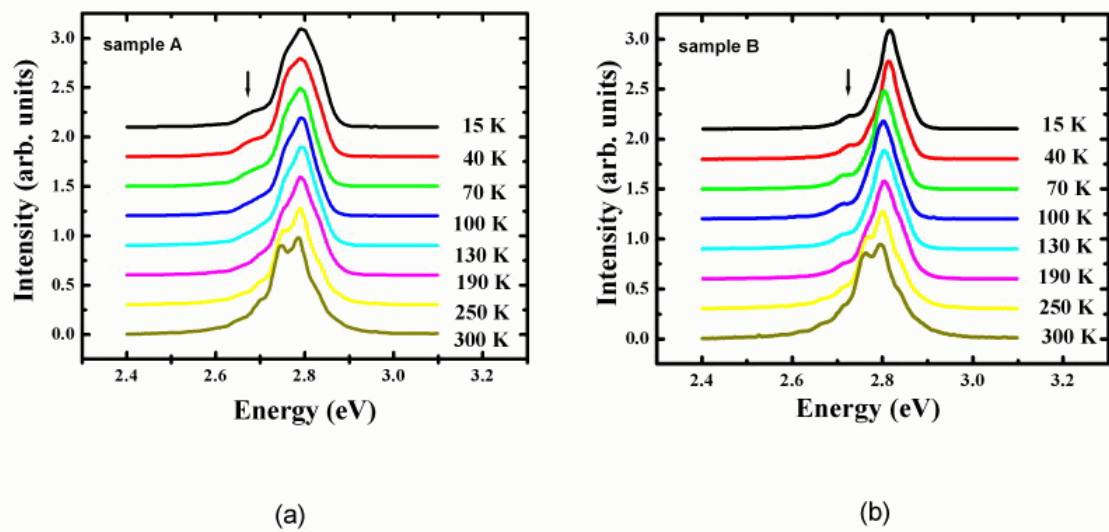 sample A
3.0
2.5
2.0
1.5
1.0
0.5
0.0
Intensity (arb. units)
15 K
40 K
70 K
100 K
130 K
190 K
250 K
300 K
2.4 2.6 2.8 3.0 3.2
Energy (eV)
(a)
sample B
3.0
2.5
2.0
1.5
1.0
0.5
0.0
Intensity (arb. units)
15 K
40 K
70 K
100 K
130 K
190 K
250 K
300 K
2.4 2.6 2.8 3.0 3.2
Energy (eV)
(b)